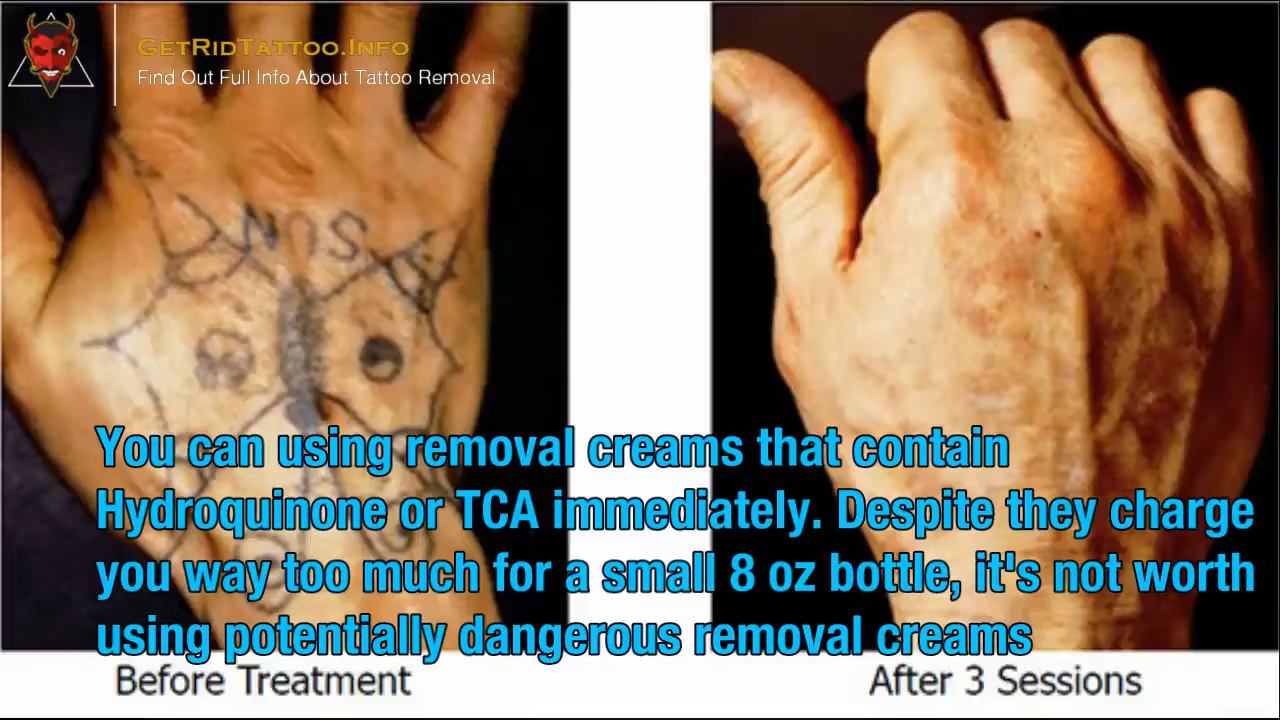 GetRidTattoo.Info
Find Out Full Info About Tattoo Removal
NUS
You can using removal creams that contain
Hydroquinone or TCA immediately. Despite they charge
you way too much for a small 8 oz bottle, it's not worth
using potentially dangerous removal creams
Before Treatment
After 3 Sessions